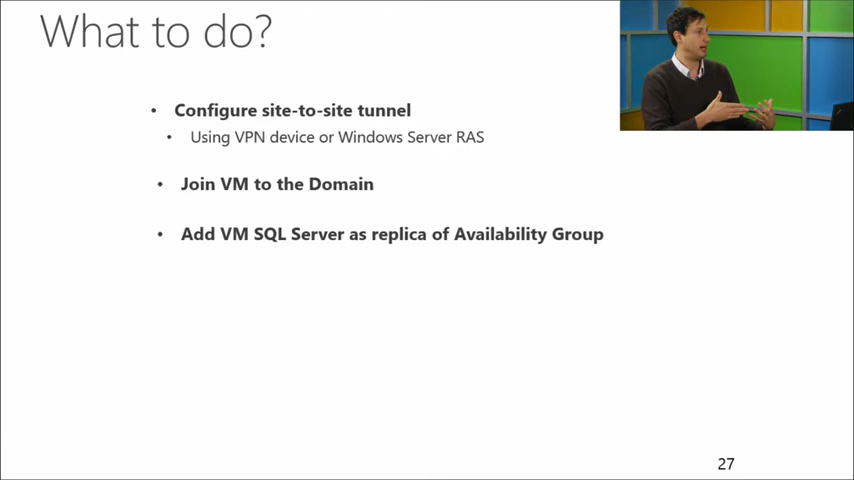 What to do?
• Configure site-to-site tunnel
• Using VPN device or Windows Server RAS
• Join VM to the Domain
• Add VM SQL Server as replica of Availability Group
27